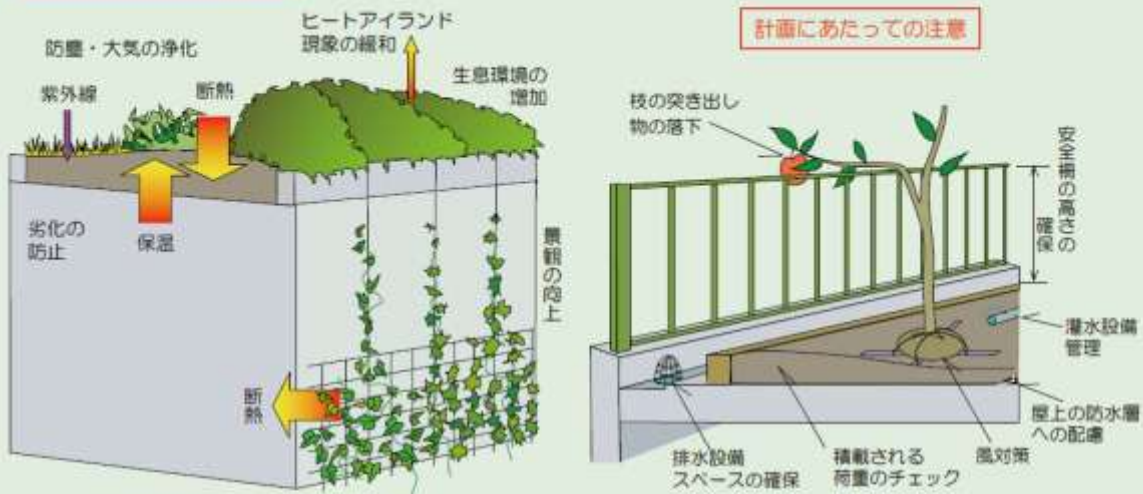 防塵・大気の浄化
ヒートアイランド
現象の緩和
生息環境の
増加
紫外線
断熱
劣化の
防止
保温
景観の向上
断熱
計画にあたっての注意
枝の突き出し
物の落下
安全柵の高さの
確保
灌水設備
管理
屋上の防水層
への配慮
風対策
積載される
荷重のチェック
排水設備
スペースの確保